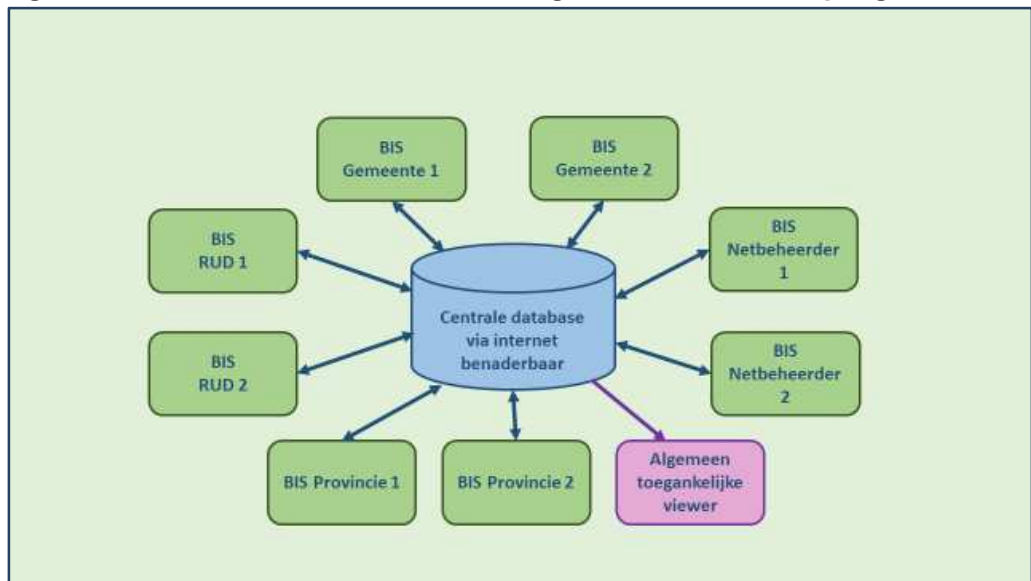 BIS
Gemeente 1
BIS
Gemeente 2
BIS
RUD 1
BIS
Netbeheerder
1
Centrale database
via internet
benaderbaar
BIS
RUD 2
BIS
Netbeheerder
2
BIS Provincie 1
BIS Provincie 2
Algemeen
toegankelijke
viewer